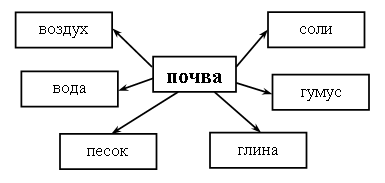 воздух
соли
почва
вода
гумус
песок
глина